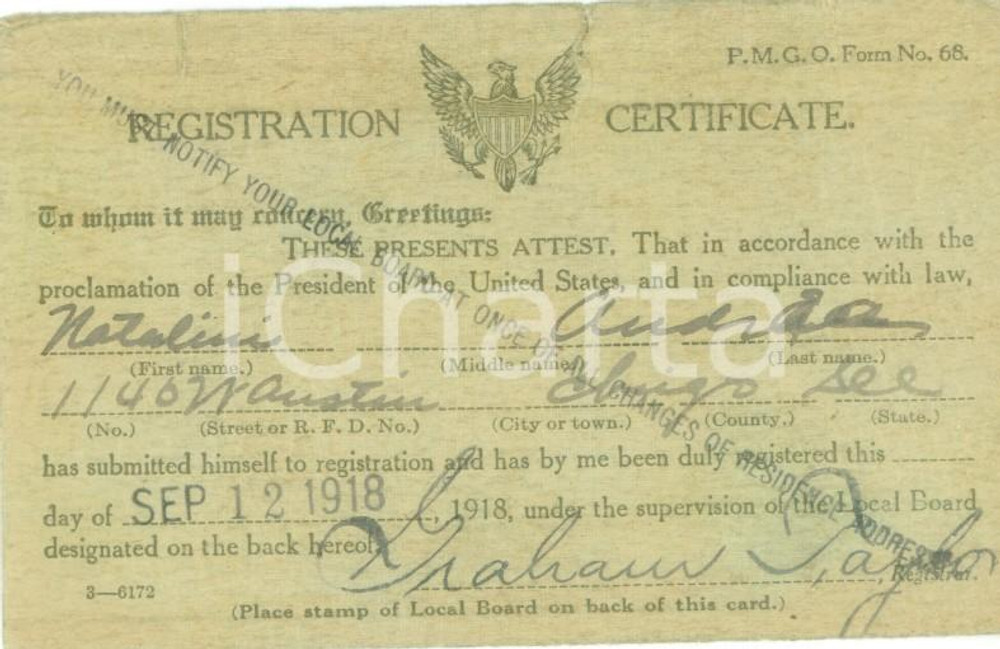 P.M.G.O. Form No. 68.
REGISTRATION CERTIFICATE.
YOU MUST NOTIFY YOUR LOCAL BOARD AT ONCE OF CHANGES OF RESIDENCE ADDRESS
To whom it may concern, Greetings:
THESE PRESENTS ATTEST, That in accordance with the
proclamation of the President of the United States, and in compliance with law,
Natalini Andrea
(First name.) (Middle name.) (Last name.)
1146 W Austin Chicago Ill
(No.) (Street or R. F. D. No.) (City or town.) (County.) (State.)
has submitted himself to registration and has by me been duly registered this
day of SEP 12 1918, 1918, under the supervision of the Local Board
designated on the back hereof.
Graham Taylor, Registrar.
3—6172
(Place stamp of Local Board on back of this card.)
iCharta